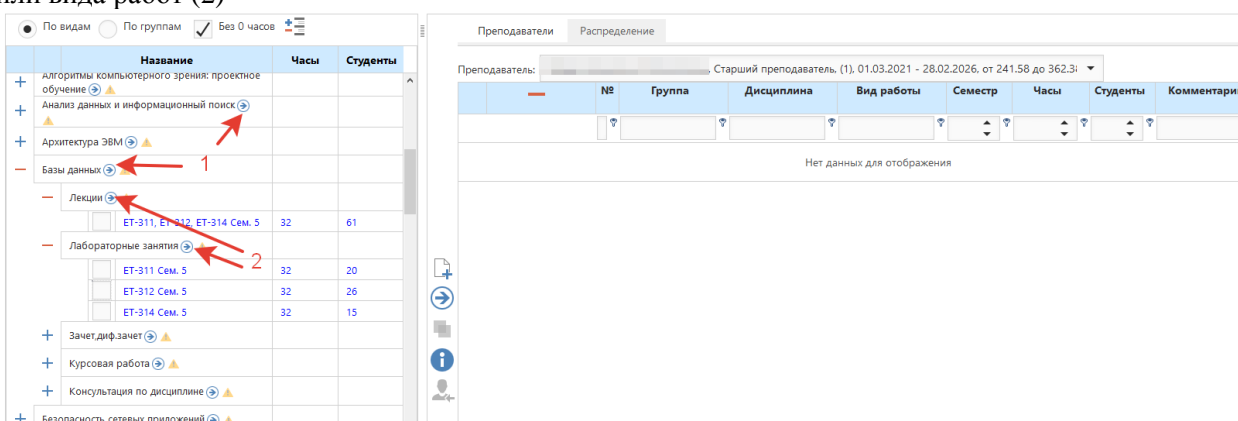 или вида работ (2)
По видам По группам Без 0 часов
Преподаватели Распределение
Название Часы Студенты
Преподаватель: , Старший преподаватель, (1), 01.03.2021 - 28.02.2026, от 241.58 до 362.3
Алгоритмы компьютерного зрения: проектное
обучение
№ Группа Дисциплина Вид работы Семестр Часы Студенты Комментари
Анализ данных и информационный поиск
Архитектура ЭВМ
1
Нет данных для отображения
Базы данных
Лекции
ЕТ-311, ЕТ-312, ЕТ-314 Сем. 5 32 61
Лабораторные занятия
2
ЕТ-311 Сем. 5 32 20
ЕТ-312 Сем. 5 32 26
ЕТ-314 Сем. 5 32 15
Зачет,диф.зачет
Курсовая работа
Консультация по дисциплине
Безопасность сетевых приложений